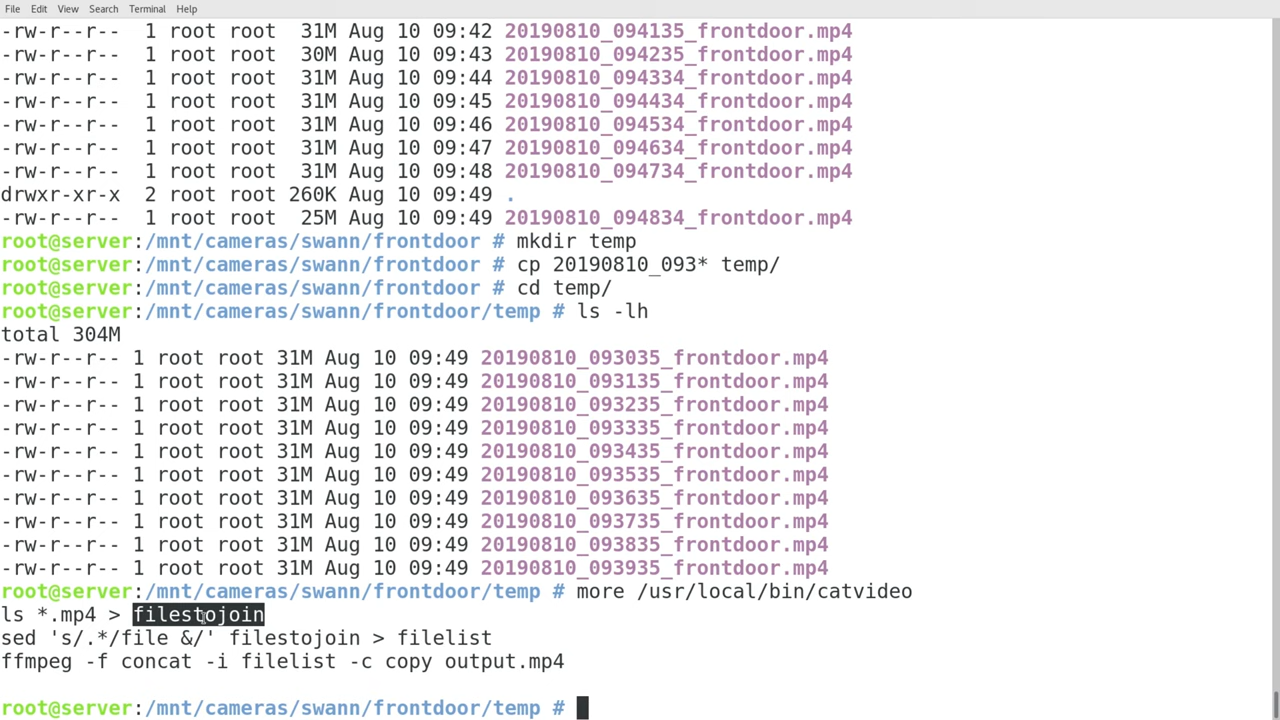 File Edit View Search Terminal Help
-rw-r--r-- 1 root root 31M Aug 10 09:42 20190810_094135_frontdoor.mp4
-rw-r--r-- 1 root root 30M Aug 10 09:43 20190810_094235_frontdoor.mp4
-rw-r--r-- 1 root root 31M Aug 10 09:44 20190810_094334_frontdoor.mp4
-rw-r--r-- 1 root root 31M Aug 10 09:45 20190810_094434_frontdoor.mp4
-rw-r--r-- 1 root root 31M Aug 10 09:46 20190810_094534_frontdoor.mp4
-rw-r--r-- 1 root root 31M Aug 10 09:47 20190810_094634_frontdoor.mp4
-rw-r--r-- 1 root root 31M Aug 10 09:48 20190810_094734_frontdoor.mp4
drwxr-xr-x 2 root root 260K Aug 10 09:49 .
-rw-r--r-- 1 root root 25M Aug 10 09:49 20190810_094834_frontdoor.mp4
root@server:/mnt/cameras/swann/frontdoor # mkdir temp
root@server:/mnt/cameras/swann/frontdoor # cp 20190810_093* temp/
root@server:/mnt/cameras/swann/frontdoor # cd temp/
root@server:/mnt/cameras/swann/frontdoor/temp # ls -lh
total 304M
-rw-r--r-- 1 root root 31M Aug 10 09:49 20190810_093035_frontdoor.mp4
-rw-r--r-- 1 root root 31M Aug 10 09:49 20190810_093135_frontdoor.mp4
-rw-r--r-- 1 root root 31M Aug 10 09:49 20190810_093235_frontdoor.mp4
-rw-r--r-- 1 root root 31M Aug 10 09:49 20190810_093335_frontdoor.mp4
-rw-r--r-- 1 root root 31M Aug 10 09:49 20190810_093435_frontdoor.mp4
-rw-r--r-- 1 root root 31M Aug 10 09:49 20190810_093535_frontdoor.mp4
-rw-r--r-- 1 root root 31M Aug 10 09:49 20190810_093635_frontdoor.mp4
-rw-r--r-- 1 root root 31M Aug 10 09:49 20190810_093735_frontdoor.mp4
-rw-r--r-- 1 root root 31M Aug 10 09:49 20190810_093835_frontdoor.mp4
-rw-r--r-- 1 root root 31M Aug 10 09:49 20190810_093935_frontdoor.mp4
root@server:/mnt/cameras/swann/frontdoor/temp # more /usr/local/bin/catvideo
ls *.mp4 > filestojoin
sed 's/.*/file &/' filestojoin > filelist
ffmpeg -f concat -i filelist -c copy output.mp4
root@server:/mnt/cameras/swann/frontdoor/temp #